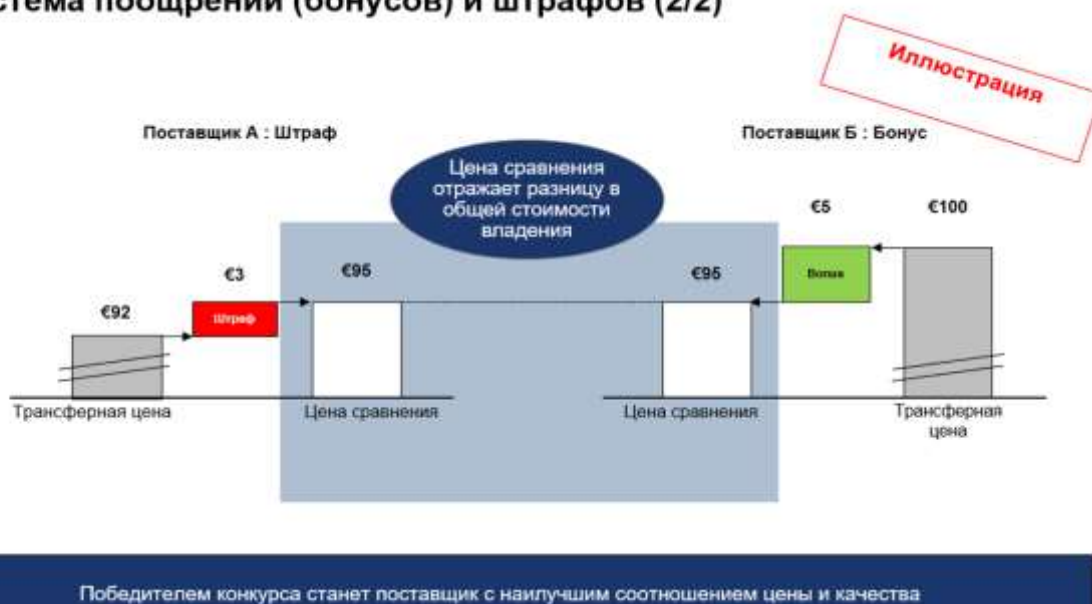 стема поощрений (бонусов) и штрафов (2/2)
Иллюстрация
Поставщик А : Штраф
Поставщик Б : Бонус
Цена сравнения
отражает разницу в
общей стоимости
владения
€92
€3
€95
€95
€5
€100
Штраф
Bonus
Трансферная цена
Цена сравнения
Цена сравнения
Трансферная
цена
Победителем конкурса станет поставщик с наилучшим соотношением цены и качества